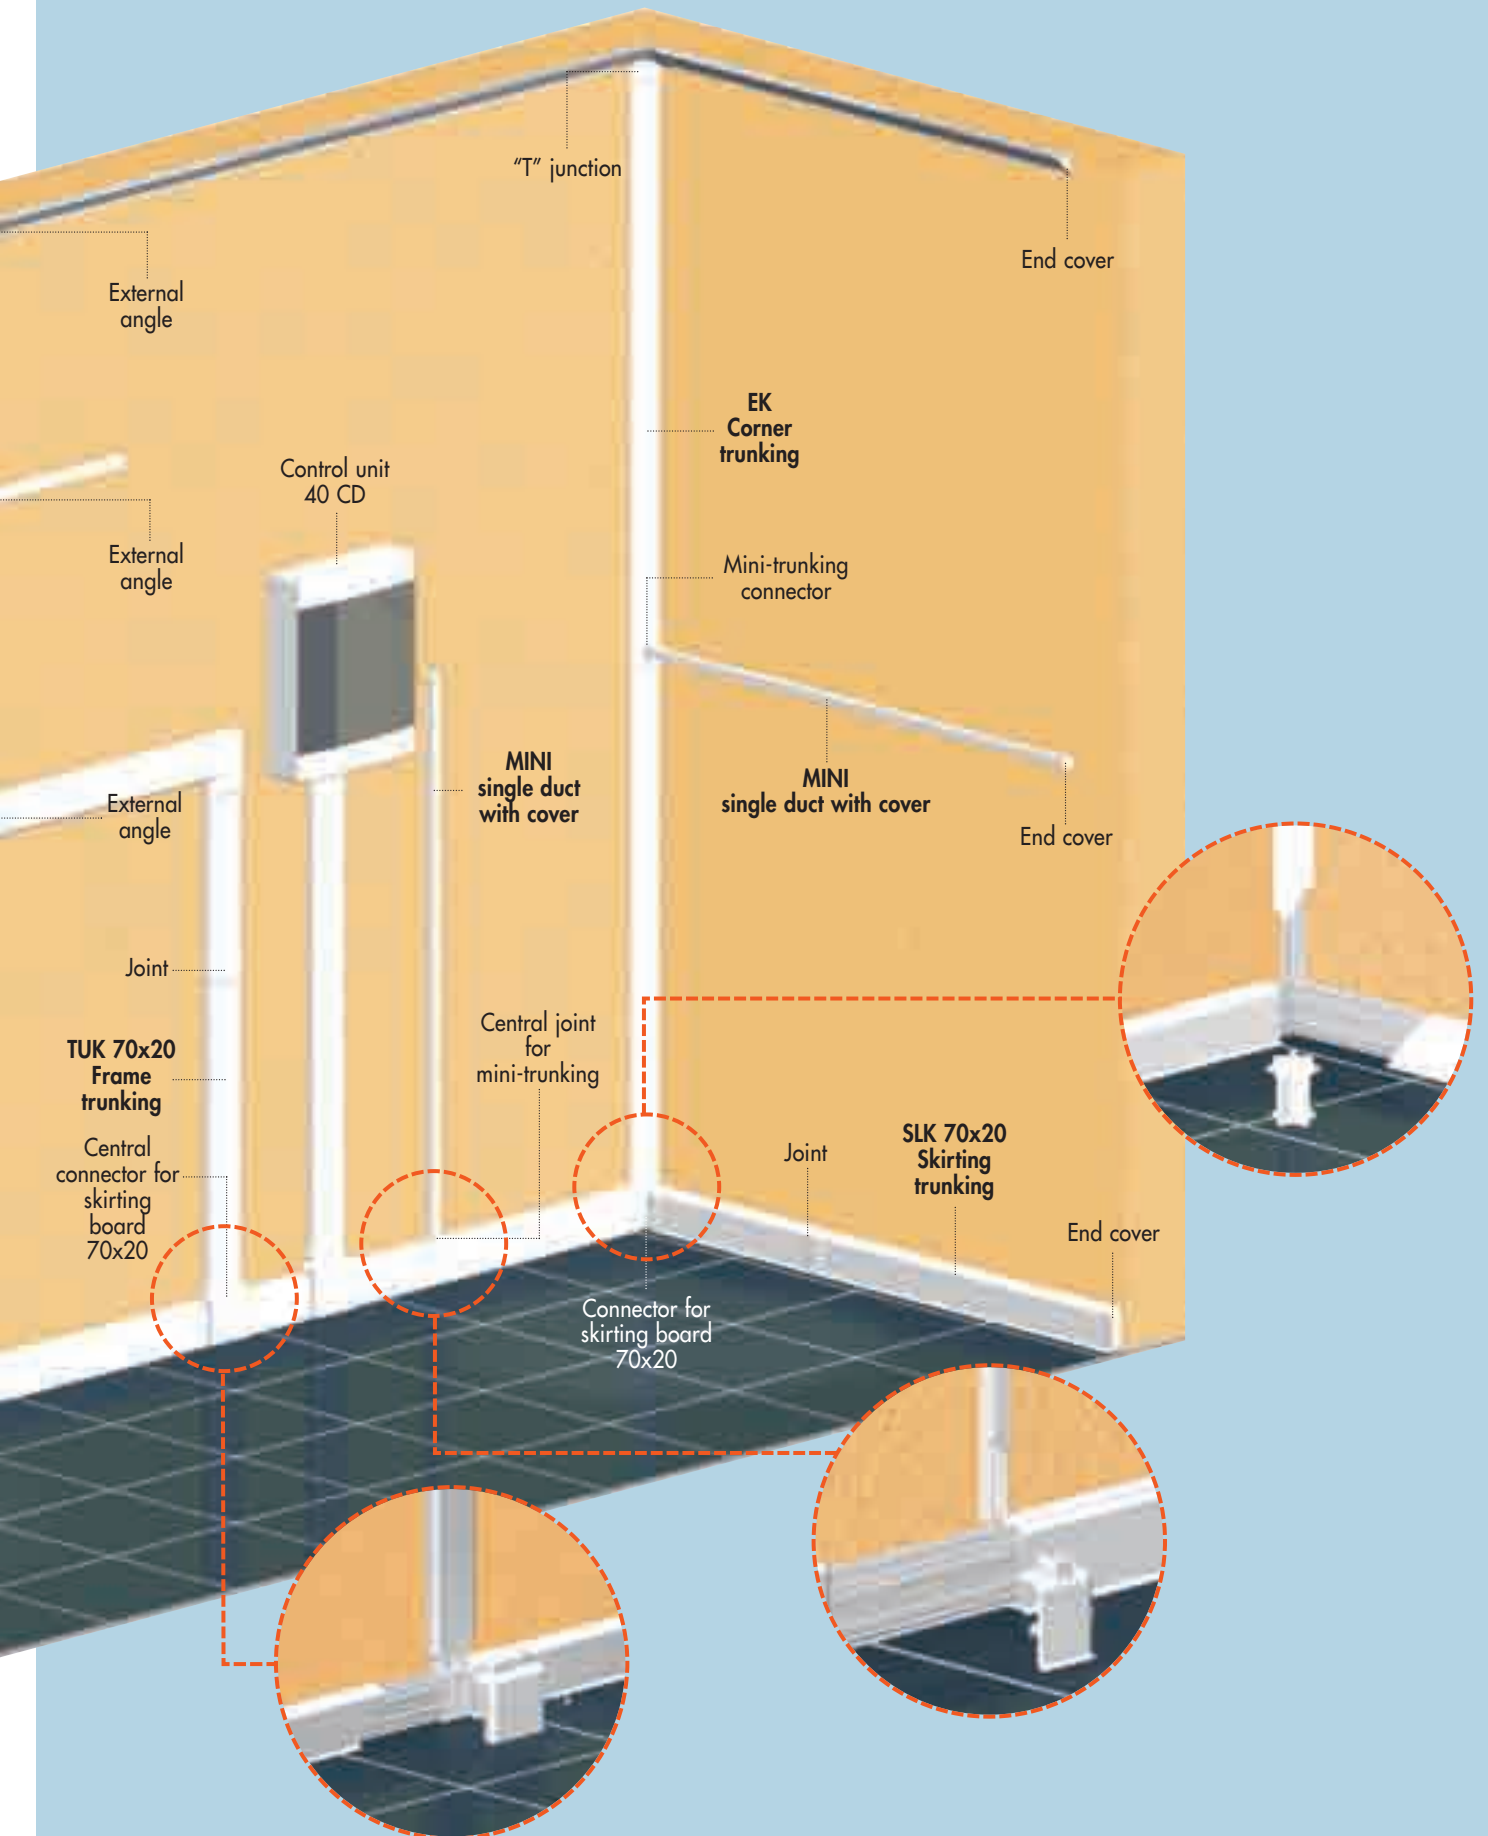 “T” junction
End cover
External
angle
EK
Corner
trunking
Control unit
40 CD
External
angle
Mini-trunking
connector
MINI
single duct
with cover
MINI
single duct with cover
External
angle
End cover
Joint
Central joint
for
mini-trunking
TUK 70x20
Frame
trunking
SLK 70x20
Skirting
trunking
Joint
Central
connector for
skirting
board
70x20
End cover
Connector for
skirting board
70x20